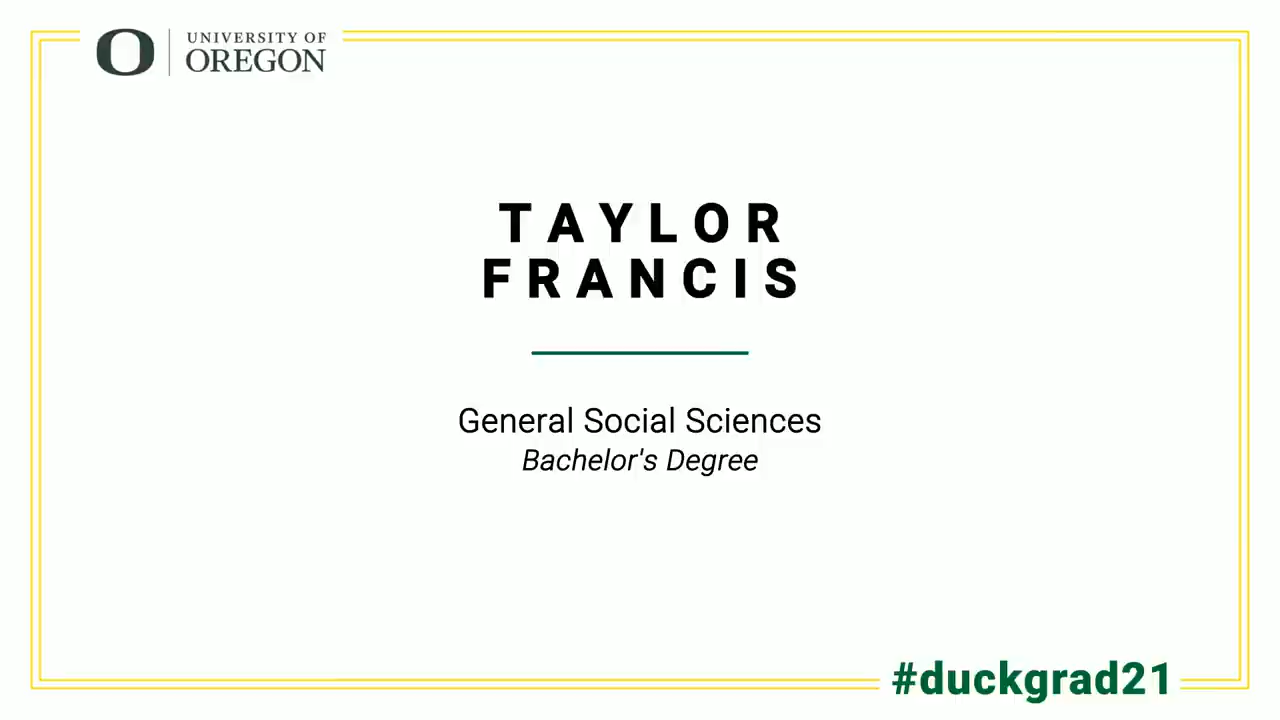 UNIVERSITY OF
OREGON
TAYLOR
FRANCIS
General Social Sciences
Bachelor's Degree
#duckgrad21